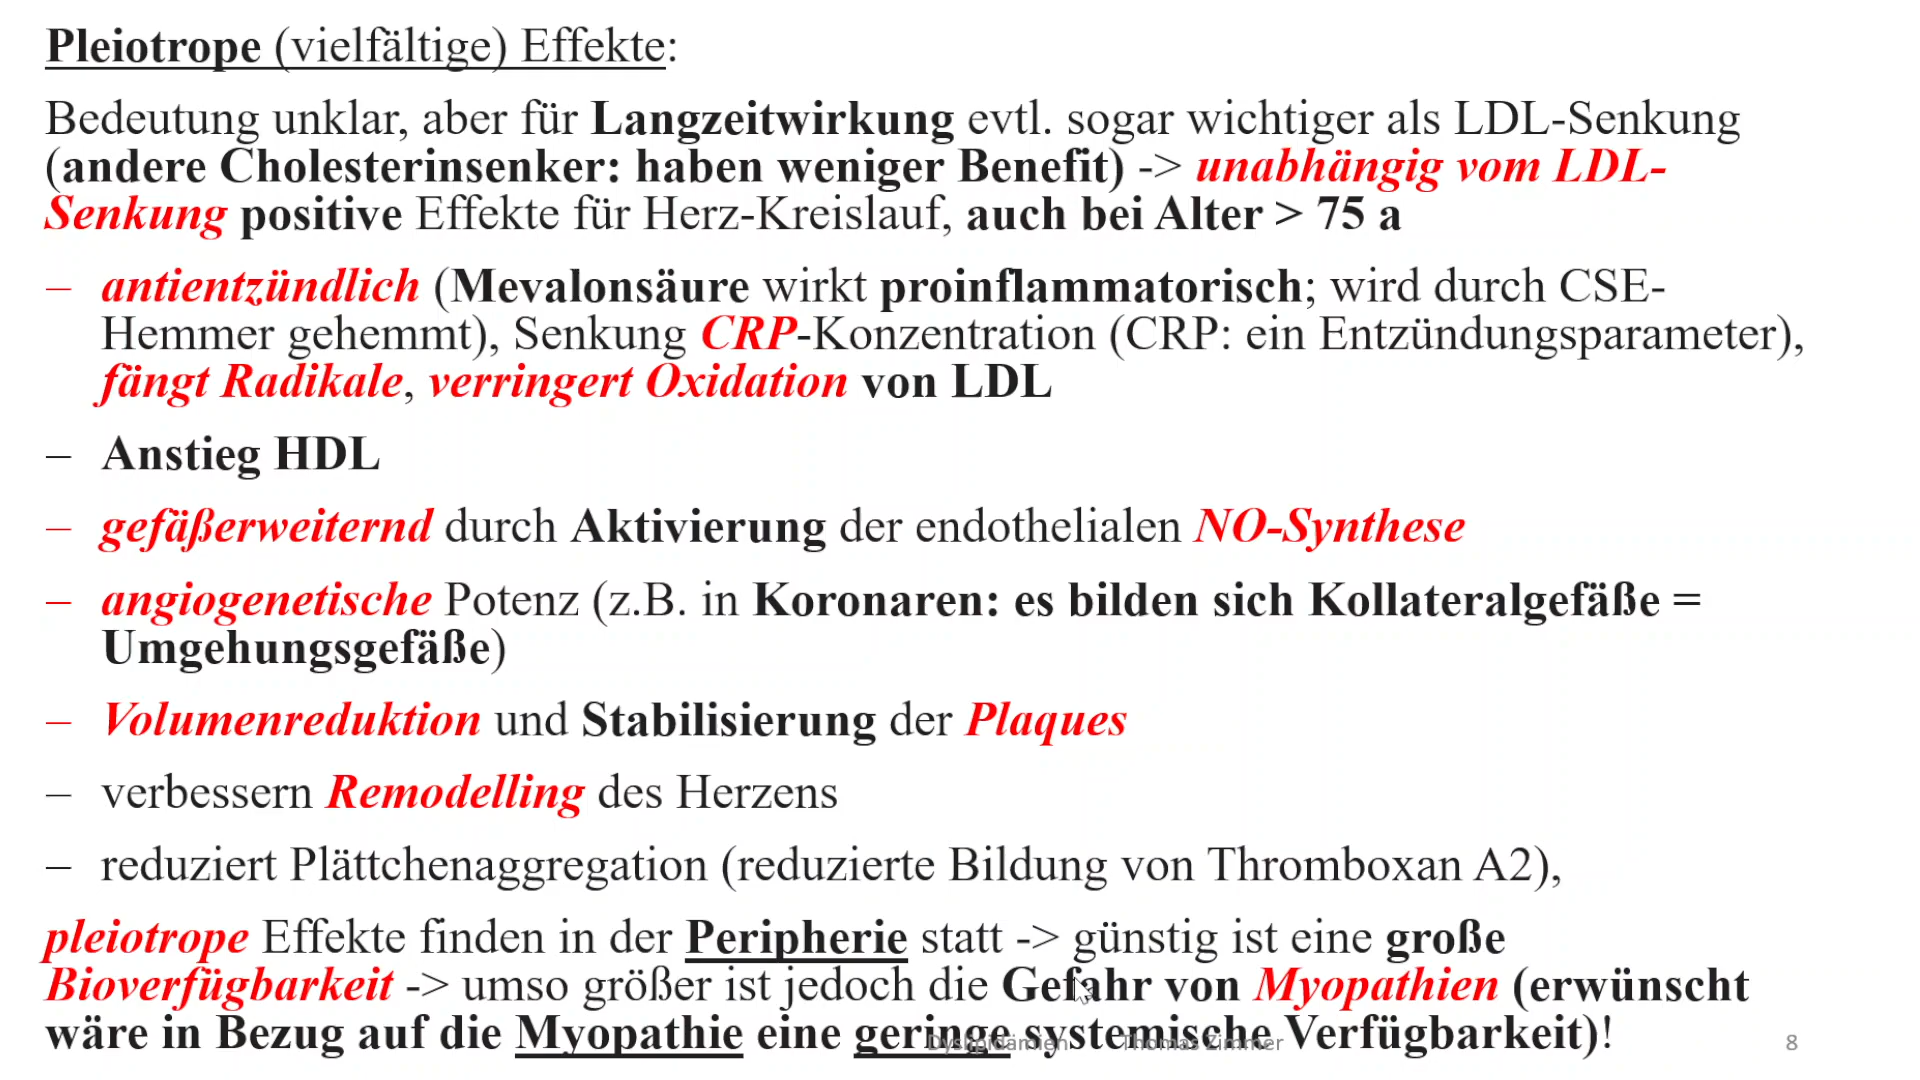 Pleiotrope (vielfältige) Effekte:
Bedeutung unklar, aber für Langzeitwirkung evtl. sogar wichtiger als LDL-Senkung
(andere Cholesterinsenker: haben weniger Benefit) -> unabhängig vom LDL-
Senkung positive Effekte für Herz-Kreislauf, auch bei Alter > 75 a
– antientzündlich (Mevalonsäure wirkt proinflammatorisch; wird durch CSE-
Hemmer gehemmt), Senkung CRP-Konzentration (CRP: ein Entzündungsparameter),
fängt Radikale, verringert Oxidation von LDL
– Anstieg HDL
– gefäßerweiternd durch Aktivierung der endothelialen NO-Synthese
– angiogenetische Potenz (z.B. in Koronaren: es bilden sich Kollateralgefäße =
Umgehungsgefäße)
– Volumenreduktion und Stabilisierung der Plaques
– verbessern Remodelling des Herzens
– reduziert Plättchenaggregation (reduzierte Bildung von Thromboxan A2),
pleiotrope Effekte finden in der Peripherie statt -> günstig ist eine große
Bioverfügbarkeit -> umso größer ist jedoch die Gefahr von Myopathien (erwünscht
wäre in Bezug auf die Myopathie eine geringe systemische Verfügbarkeit)!
Dyslipidämien Thomas Zimmer 8